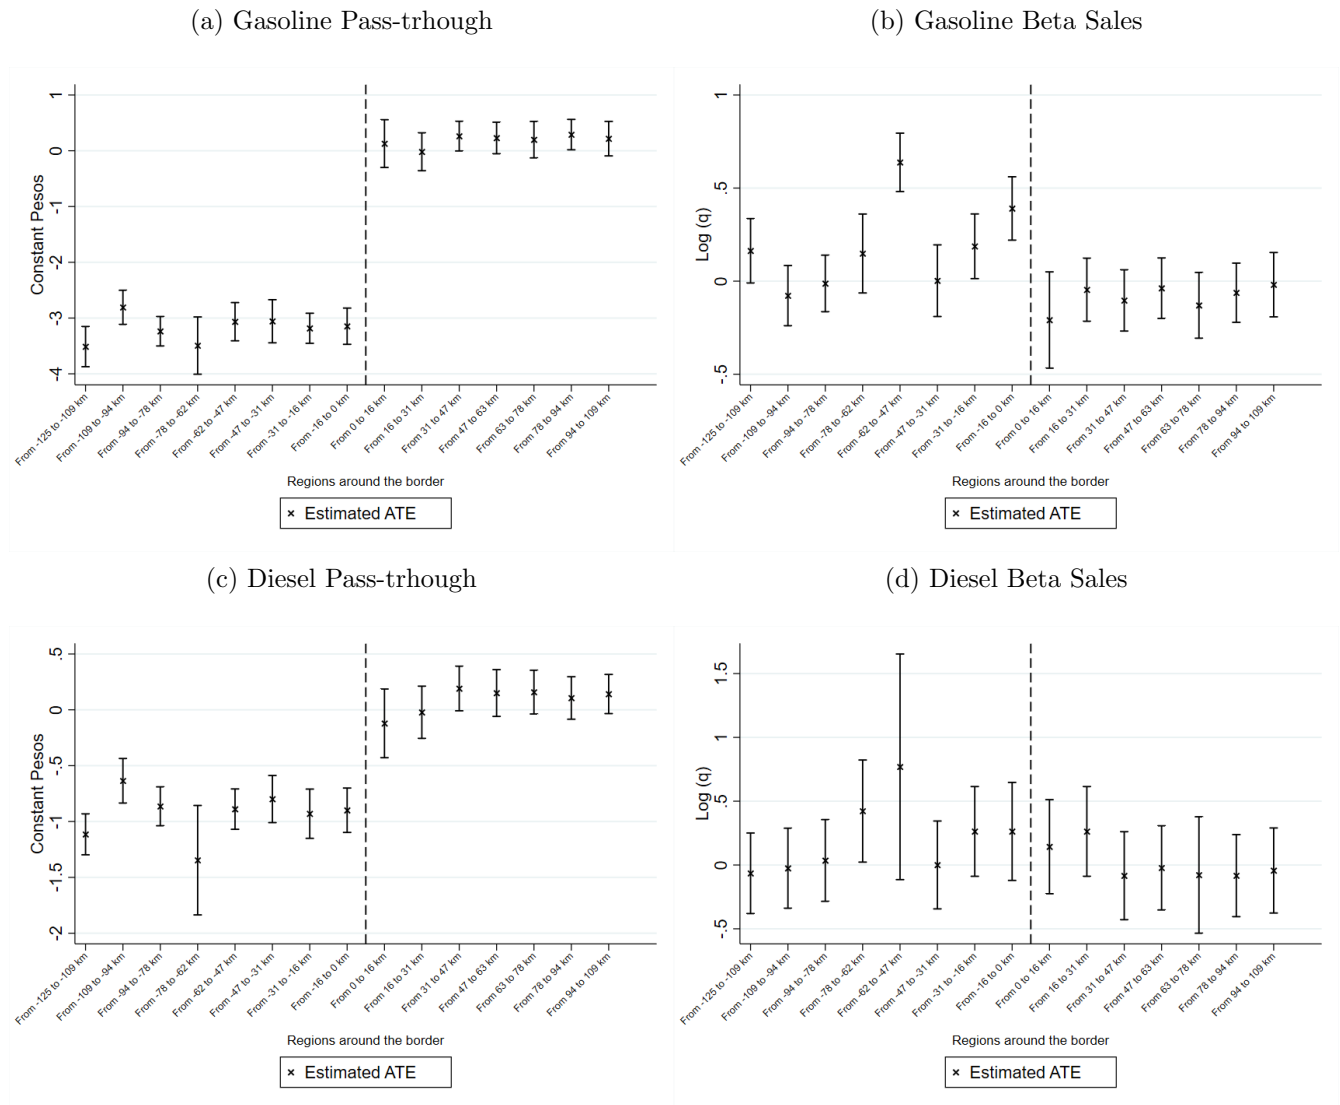 (a) Gasoline Pass-trhough
1
0
-1
-2
-3
-4
Constant Pesos
From -125 to -109 km
From -109 to -94 km
From -94 to -78 km
From -78 to -62 km
From -62 to -47 km
From -47 to -31 km
From -31 to -16 km
From -16 to 0 km
From 0 to 16 km
From 16 to 31 km
From 31 to 47 km
From 47 to 63 km
From 63 to 78 km
From 78 to 94 km
From 94 to 109 km
Regions around the border
× Estimated ATE
(b) Gasoline Beta Sales
1
.5
0
-.5
Log (q)
From -125 to -109 km
From -109 to -94 km
From -94 to -78 km
From -78 to -62 km
From -62 to -47 km
From -47 to -31 km
From -31 to -16 km
From -16 to 0 km
From 0 to 16 km
From 16 to 31 km
From 31 to 47 km
From 47 to 63 km
From 63 to 78 km
From 78 to 94 km
From 94 to 109 km
Regions around the border
× Estimated ATE
(c) Diesel Pass-trhough
.5
0
-.5
-1
-1.5
-2
Constant Pesos
From -125 to -109 km
From -109 to -94 km
From -94 to -78 km
From -78 to -62 km
From -62 to -47 km
From -47 to -31 km
From -31 to -16 km
From -16 to 0 km
From 0 to 16 km
From 16 to 31 km
From 31 to 47 km
From 47 to 63 km
From 63 to 78 km
From 78 to 94 km
From 94 to 109 km
Regions around the border
× Estimated ATE
(d) Diesel Beta Sales
1.5
1
.5
0
-.5
Log (q)
From -125 to -109 km
From -109 to -94 km
From -94 to -78 km
From -78 to -62 km
From -62 to -47 km
From -47 to -31 km
From -31 to -16 km
From -16 to 0 km
From 0 to 16 km
From 16 to 31 km
From 31 to 47 km
From 47 to 63 km
From 63 to 78 km
From 78 to 94 km
From 94 to 109 km
Regions around the border
× Estimated ATE